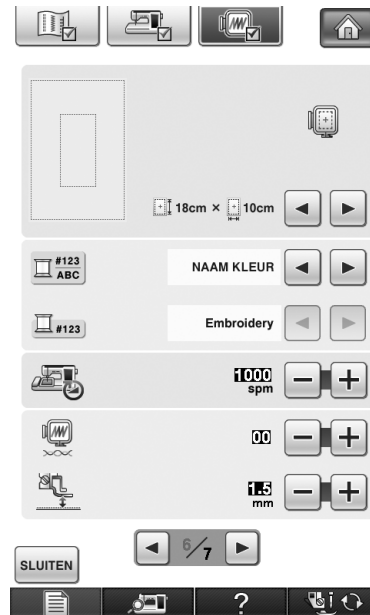 18cm × 10cm
#123
ABC
NAAM KLEUR
#123
Embroidery
1000
spm
00
1.5
mm
6/7
SLUITEN
?